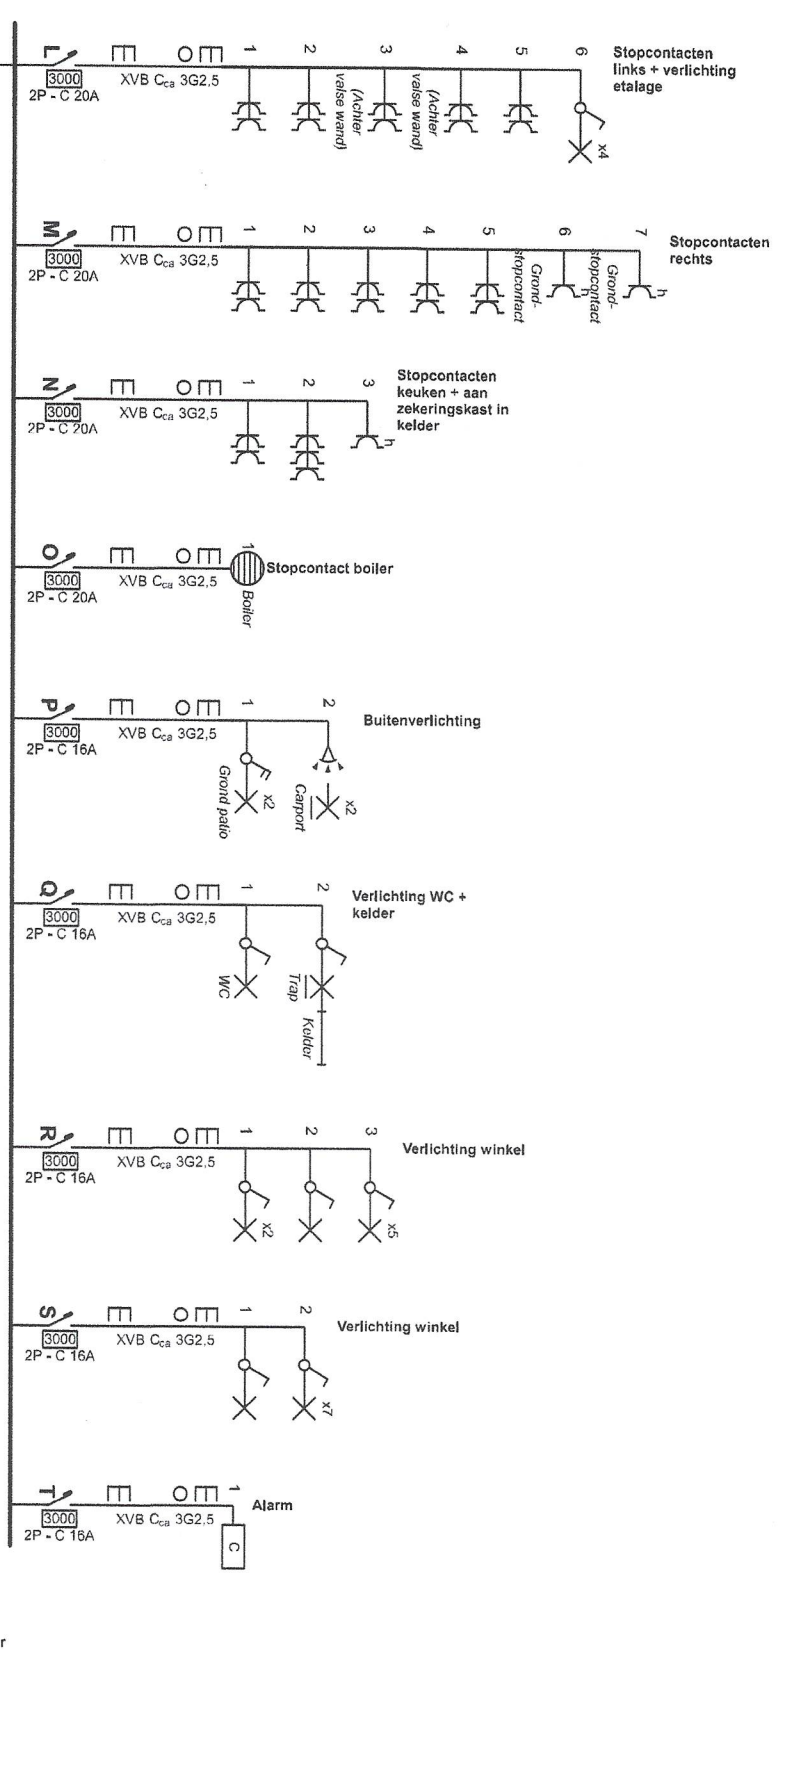 L
3000
2P - C 20A
XVB Cca 3G2,5
1
2
(Achter
valse wand)
3
(Achter
valse wand)
4
5
6
x4
Stopcontacten
links + verlichting
etalage
M
3000
2P - C 20A
XVB Cca 3G2,5
1
2
3
4
5
Grond-
stopcontact
6
h
Grond-
stopcontact
7
h
Stopcontacten
rechts
N
3000
2P - C 20A
XVB Cca 3G2,5
1
2
3
h
Stopcontacten
keuken + aan
zekeringskast in
kelder
O
3000
2P - C 20A
XVB Cca 3G2,5
1
Boiler
Stopcontact boiler
P
3000
2P - C 16A
XVB Cca 3G2,5
1
x2
Grond patio
2
x2
Carport
Buitenverlichting
Q
3000
2P - C 16A
XVB Cca 3G2,5
1
WC
2
Trap
Kelder
Verlichting WC +
kelder
R
3000
2P - C 16A
XVB Cca 3G2,5
1
x2
2
3
x5
Verlichting winkel
S
3000
2P - C 16A
XVB Cca 3G2,5
1
2
x7
Verlichting winkel
T
3000
2P - C 16A
XVB Cca 3G2,5
1
C
Alarm
r